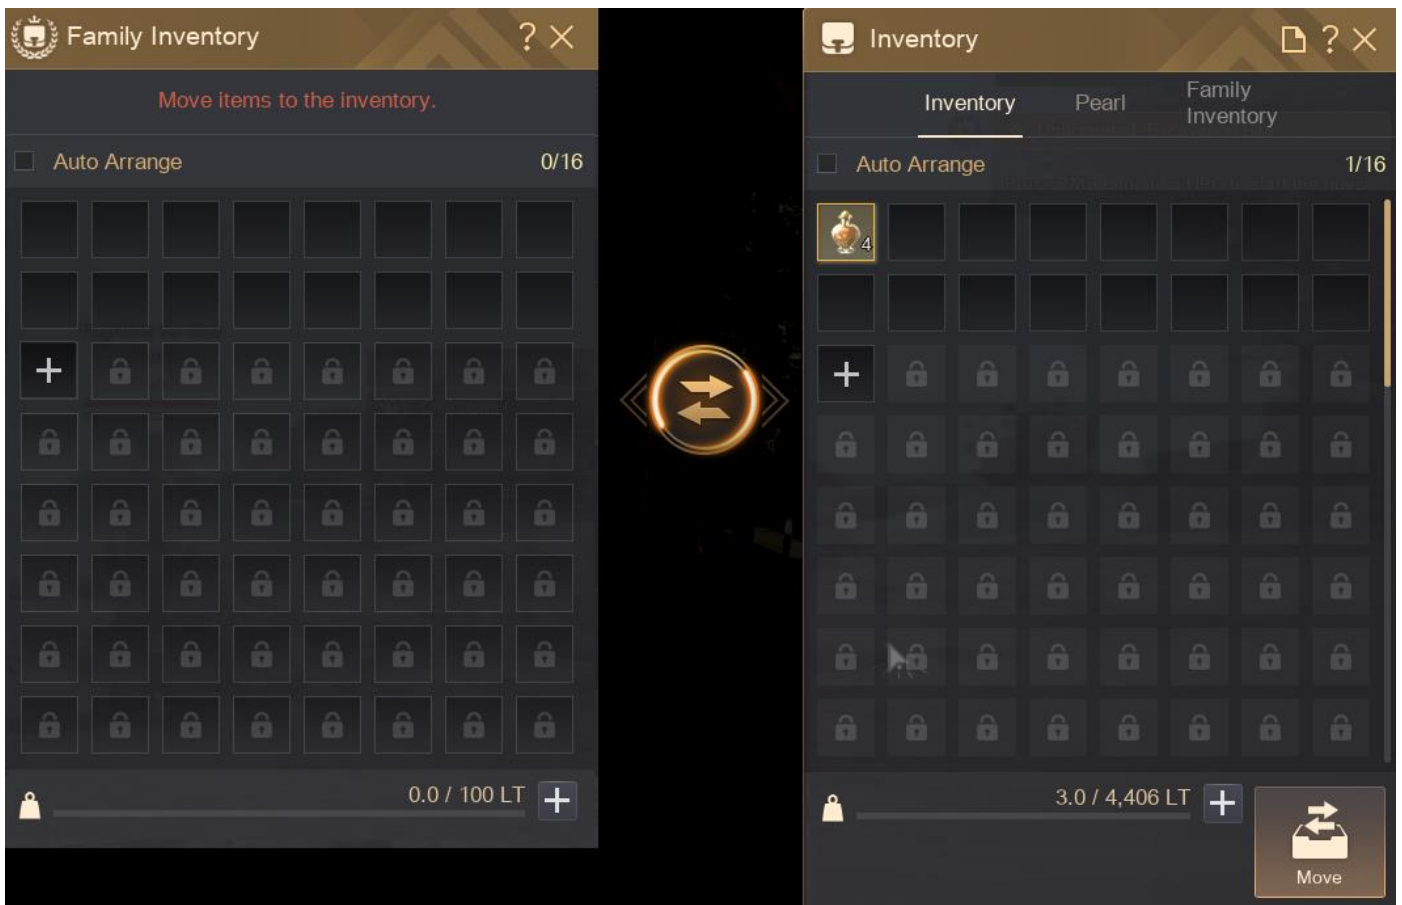 Family Inventory
?
Move items to the inventory.
Auto Arrange
0/16
0.0 / 100 LT
Inventory
?
Inventory
Pearl
Family
Inventory
Auto Arrange
1/16
4
3.0 / 4,406 LT
Move